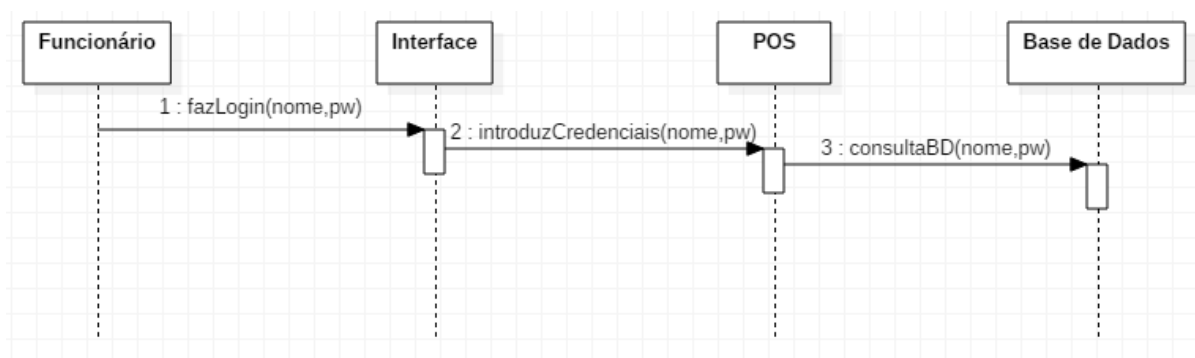 Funcionário
Interface
POS
Base de Dados
1 : fazLogin(nome,pw)
2 : introduzCredenciais(nome,pw)
3 : consultaBD(nome,pw)